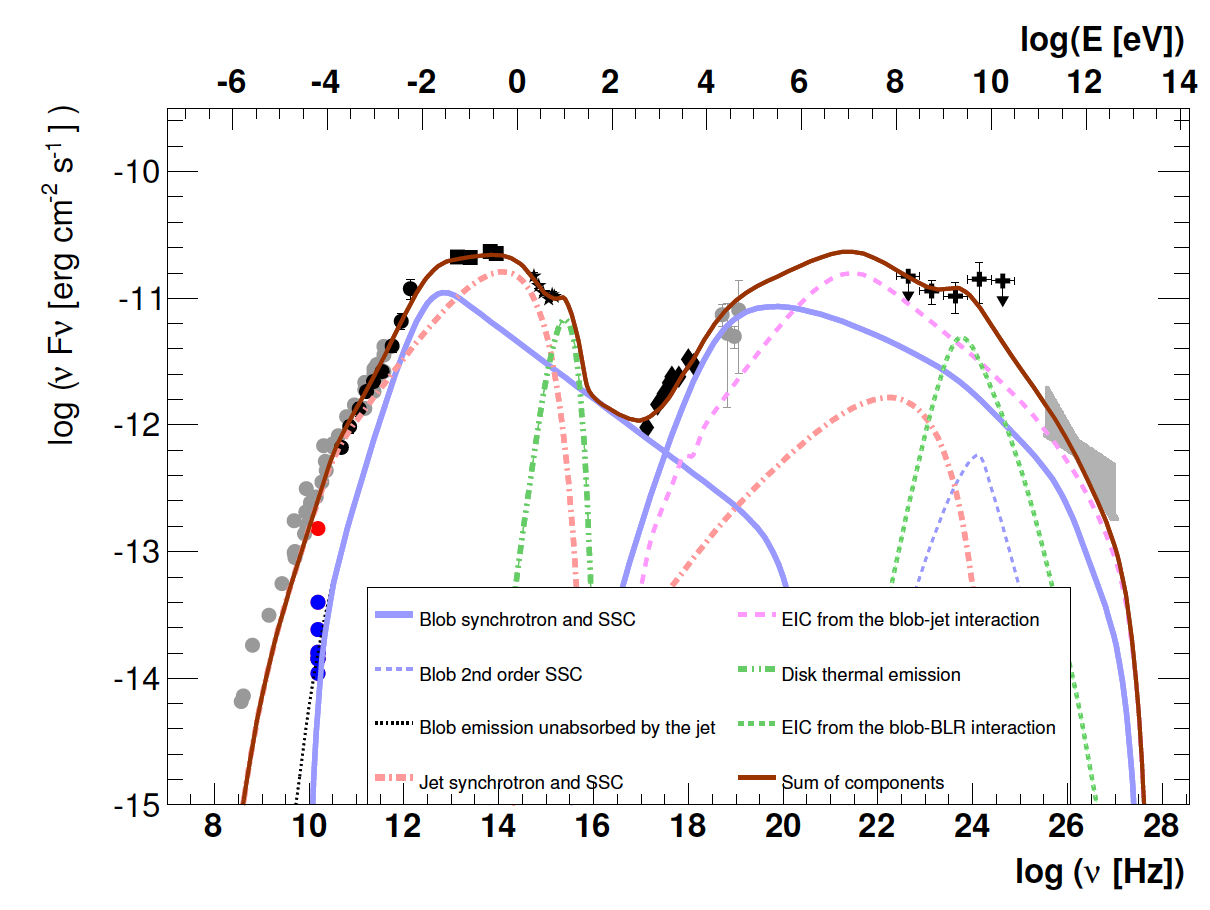 log(E [eV])
-6 -4 -2 0 2 4 6 8 10 12 14
log (ν Fν [erg cm-2 s-1 ] )
-10
-11
-12
-13
-14
-15
Blob synchrotron and SSC
Blob 2nd order SSC
Blob emission unabsorbed by the jet
Jet synchrotron and SSC
EIC from the blob-jet interaction
Disk thermal emission
EIC from the blob-BLR interaction
Sum of components
8 10 12 14 16 18 20 22 24 26 28
log (ν [Hz])